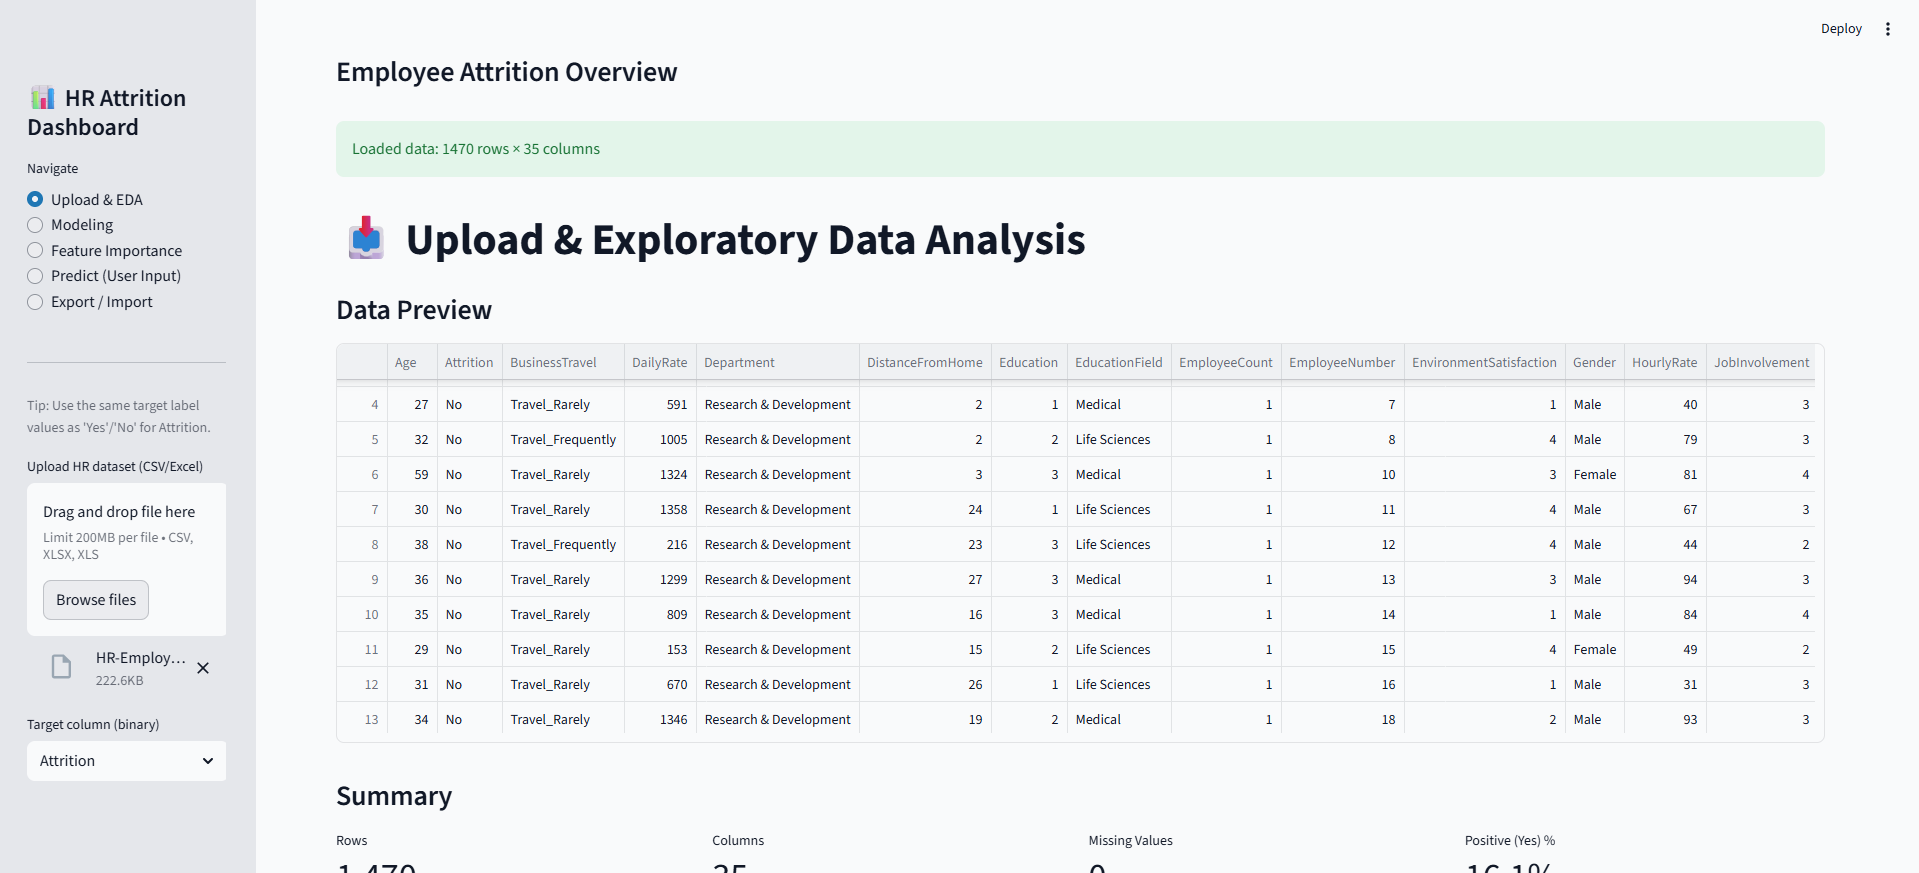 Deploy
HR Attrition
Dashboard
Navigate
Upload & EDA
Modeling
Feature Importance
Predict (User Input)
Export / Import
Tip: Use the same target label
values as 'Yes'/'No' for Attrition.
Upload HR dataset (CSV/Excel)
Drag and drop file here
Limit 200MB per file • CSV,
XLSX, XLS
Browse files
HR-Employ...
222.6KB
Target column (binary)
Attrition
Employee Attrition Overview
Loaded data: 1470 rows × 35 columns
Upload & Exploratory Data Analysis
Data Preview
Age Attrition BusinessTravel DailyRate Department DistanceFromHome Education EducationField EmployeeCount EmployeeNumber EnvironmentSatisfaction Gender HourlyRate JobInvolvement
4 27 No Travel_Rarely 591 Research & Development 2 1 Medical 1 7 1 Male 40 3
5 32 No Travel_Frequently 1005 Research & Development 2 2 Life Sciences 1 8 4 Male 79 3
6 59 No Travel_Rarely 1324 Research & Development 3 3 Medical 1 10 3 Female 81 4
7 30 No Travel_Rarely 1358 Research & Development 24 1 Life Sciences 1 11 4 Male 67 3
8 38 No Travel_Frequently 216 Research & Development 23 3 Life Sciences 1 12 4 Male 44 2
9 36 No Travel_Rarely 1299 Research & Development 27 3 Medical 1 13 3 Male 94 3
10 35 No Travel_Rarely 809 Research & Development 16 3 Medical 1 14 1 Male 84 4
11 29 No Travel_Rarely 153 Research & Development 15 2 Life Sciences 1 15 4 Female 49 2
12 31 No Travel_Rarely 670 Research & Development 26 1 Life Sciences 1 16 1 Male 31 3
13 34 No Travel_Rarely 1346 Research & Development 19 2 Medical 1 18 2 Male 93 3
Summary
Rows Columns Missing Values Positive (Yes) %
1,470 35 0 16.1%